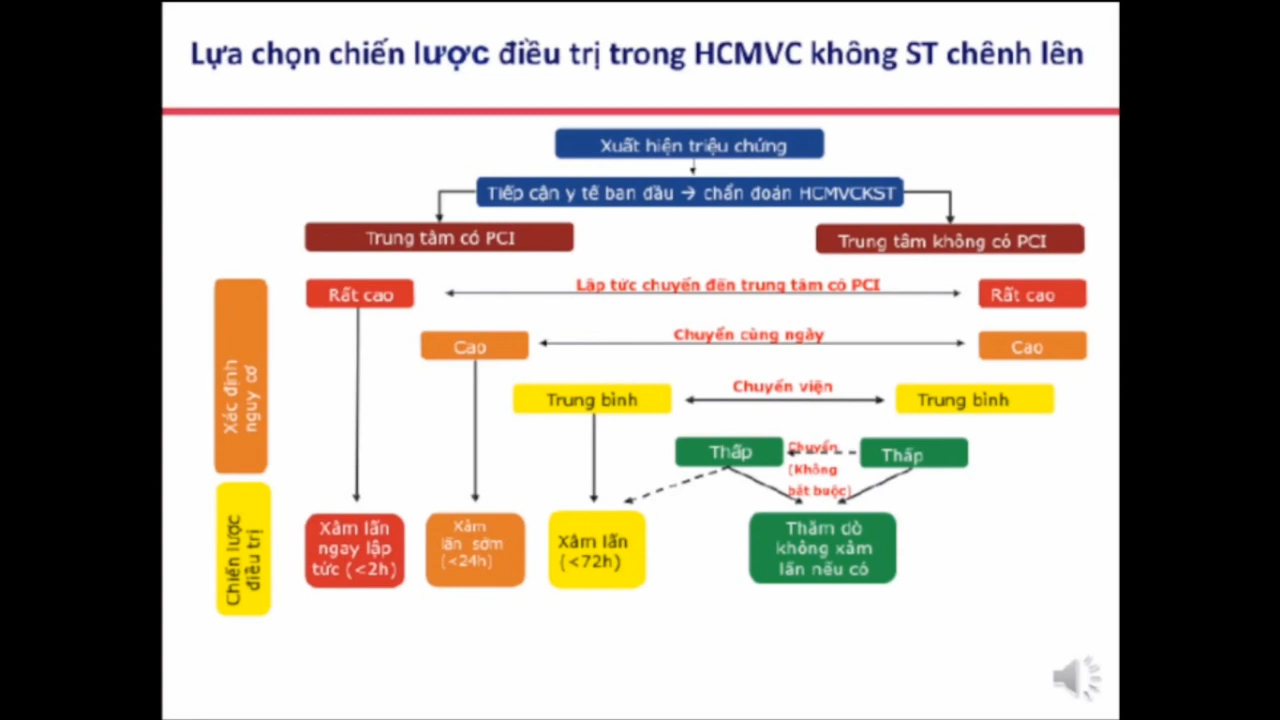 Lựa chọn chiến lược điều trị trong HCMVC không ST chênh lên
Xuất hiện triệu chứng
Tiếp cận y tế ban đầu → chẩn đoán HCMVCKST
Trung tâm có PCI
Trung tâm không có PCI
Xác định
nguy cơ
Rất cao
Lập tức chuyển đến trung tâm có PCI
Rất cao
Cao
Chuyển cùng ngày
Cao
Trung bình
Chuyển viện
Trung bình
Thấp
Chuyển
(Không
bắt buộc)
Thấp
Chiến lược
điều trị
Xâm lấn
ngay lập
tức (<2h)
Xâm
lấn sớm
(<24h)
Xâm lấn
(<72h)
Thăm dò
không xâm
lấn nếu có